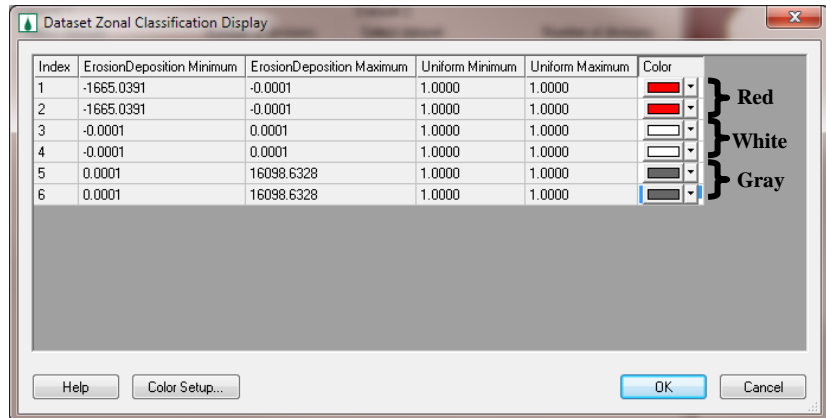 Dataset Zonal Classification Display
Index ErosionDeposition Minimum ErosionDeposition Maximum Uniform Minimum Uniform Maximum Color
1 -1665.0391 -0.0001 1.0000 1.0000
2 -1665.0391 -0.0001 1.0000 1.0000
Red
3 -0.0001 0.0001 1.0000 1.0000
4 -0.0001 0.0001 1.0000 1.0000
White
5 0.0001 16098.6328 1.0000 1.0000
6 0.0001 16098.6328 1.0000 1.0000
Gray
Help Color Setup... OK Cancel